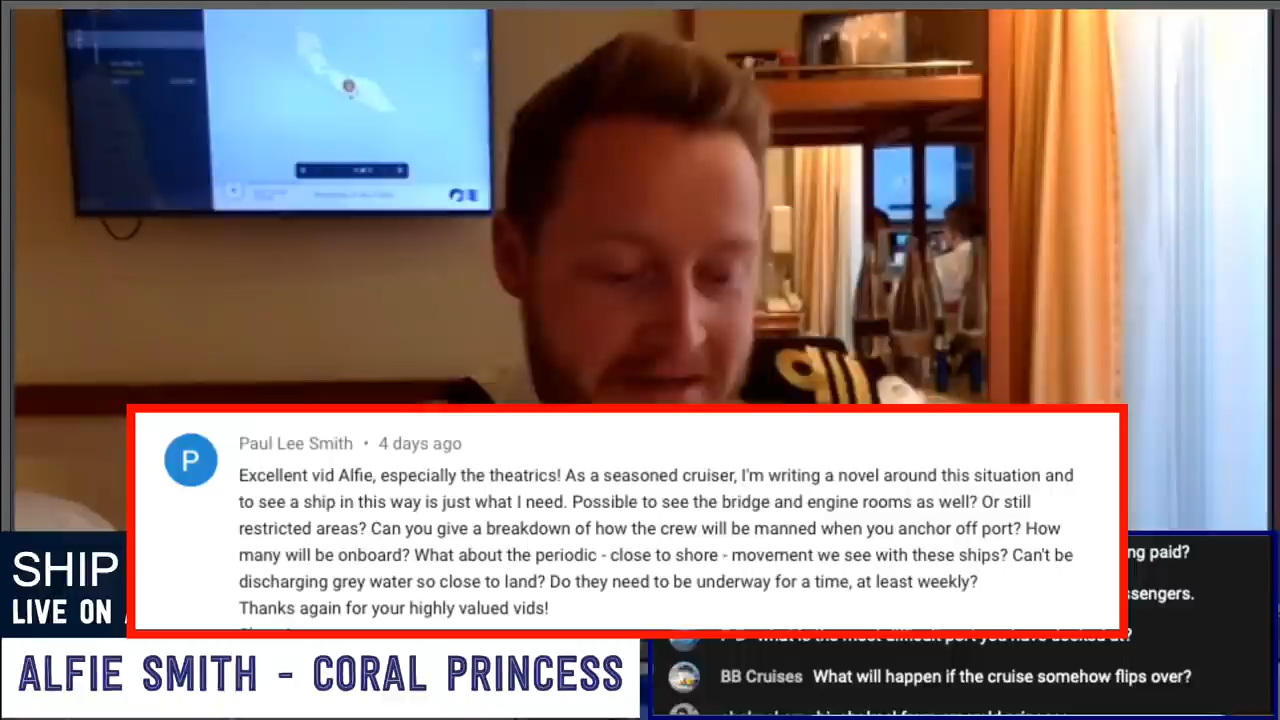 P
Paul Lee Smith • 4 days ago
Excellent vid Alfie, especially the theatrics! As a seasoned cruiser, I'm writing a novel around this situation and
to see a ship in this way is just what I need. Possible to see the bridge and engine rooms as well? Or still
restricted areas? Can you give a breakdown of how the crew will be manned when you anchor off port? How
many will be onboard? What about the periodic - close to shore - movement we see with these ships? Can't be
discharging grey water so close to land? Do they need to be underway for a time, at least weekly?
Thanks again for your highly valued vids!
SHIP
LIVE ON
ng paid?
ssengers.
what is the most difficult port you have docked at?
ALFIE SMITH - CORAL PRINCESS
BB Cruises What will happen if the cruise somehow flips over?